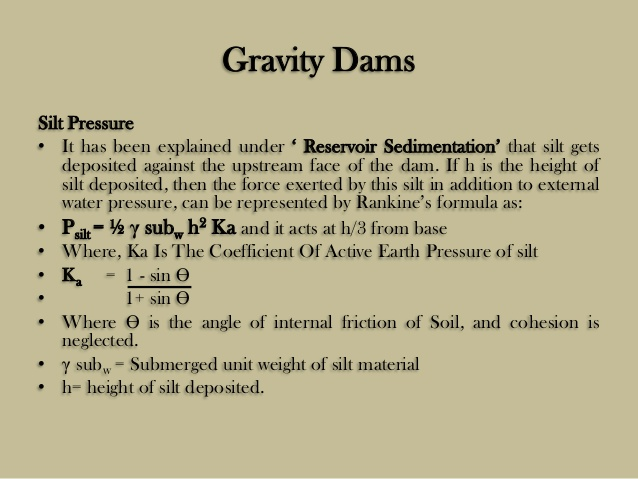 Gravity Dams
Silt Pressure
• It has been explained under ‘ Reservoir Sedimentation’ that silt gets
deposited against the upstream face of the dam. If h is the height of
silt deposited, then the force exerted by this silt in addition to external
water pressure, can be represented by Rankine’s formula as:
• Psilt = ½ γ subw h² Ka and it acts at h/3 from base
• Where, Ka Is The Coefficient Of Active Earth Pressure of silt
• Ka = 1 - sin Ɵ
• 1+ sin Ɵ
• Where Ɵ is the angle of internal friction of Soil, and cohesion is
neglected.
• γ subw = Submerged unit weight of silt material
• h= height of silt deposited.